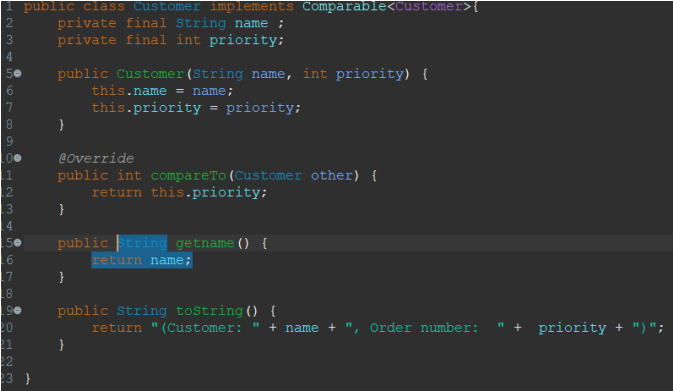 1 public class Customer implements Comparable<Customer>{
2     private final String name ;
3     private final int priority;
4
5     public Customer(String name, int priority) {
6         this.name = name;
7         this.priority = priority;
8     }
9
10     @Override
11     public int compareTo(Customer other) {
12         return this.priority;
13     }
14
15     public String getname() {
16         return name;
17     }
18
19     public String toString() {
20         return "(Customer: " + name + ", Order number:  " +  priority + ")";
21     }
22
23 }